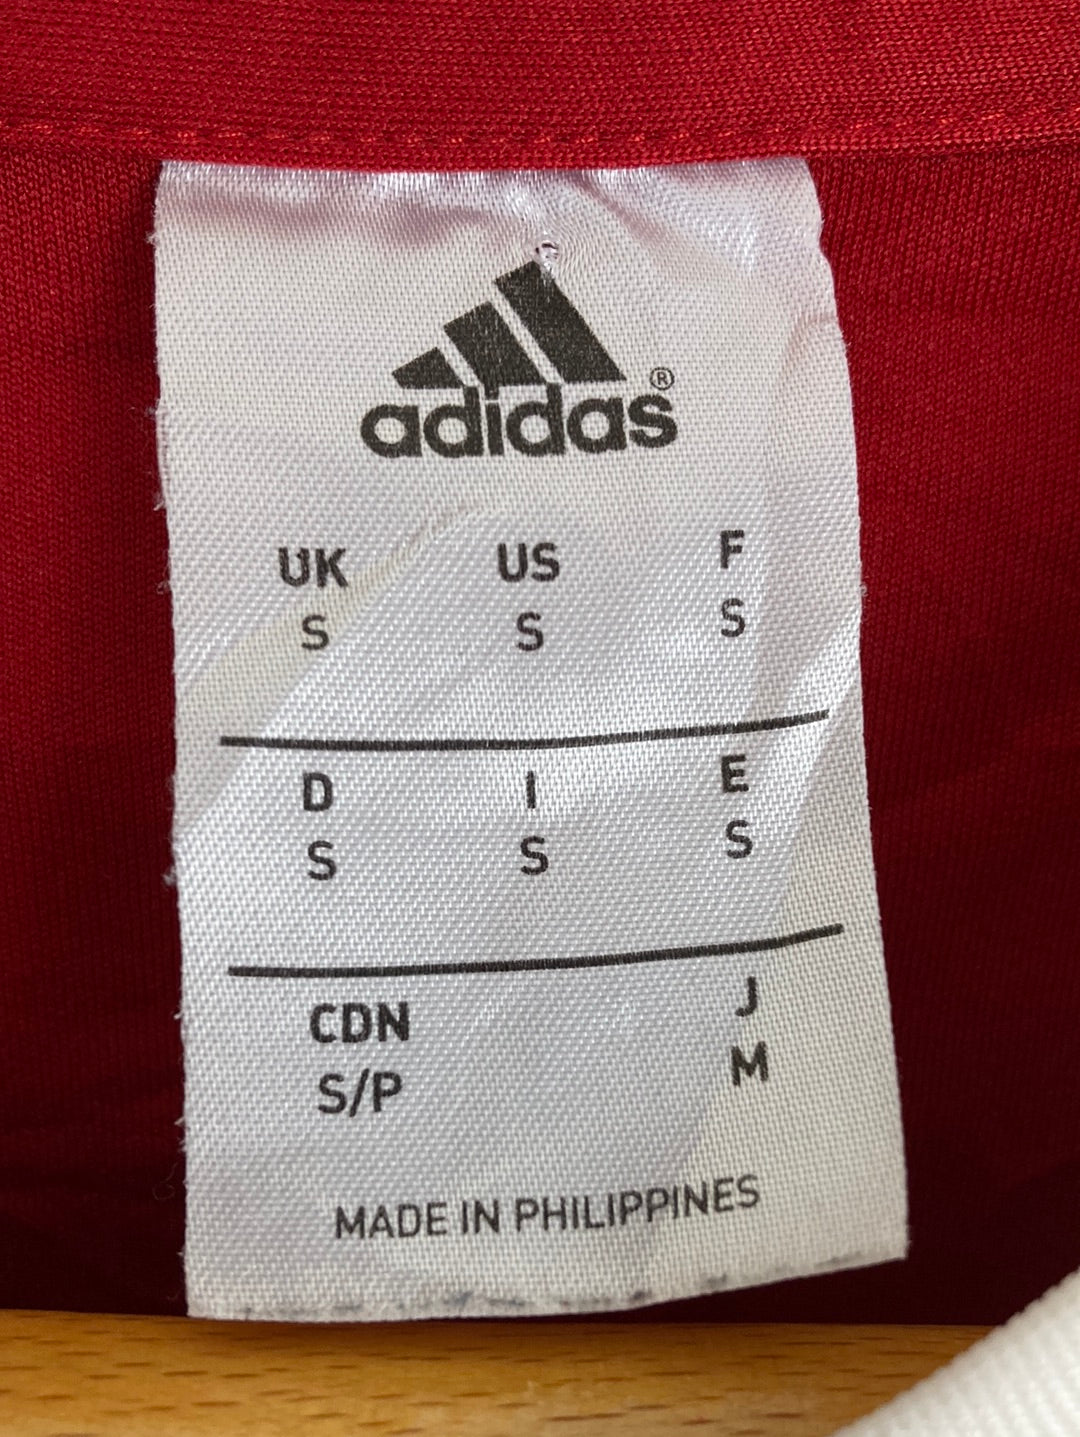 adidas®
UK US F
S S S
D I E
S S S
CDN J
S/P M
MADE IN PHILIPPINES